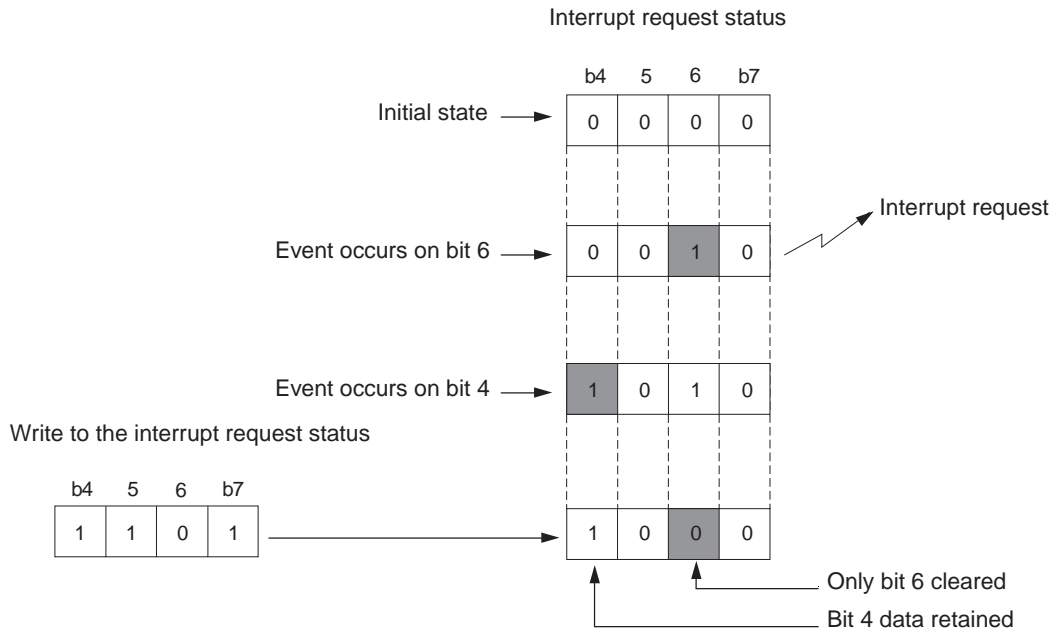 Interrupt request status
b4 5 6 b7
Initial state 0 0 0 0
Interrupt request
Event occurs on bit 6 0 0 1 0
Event occurs on bit 4 1 0 1 0
Write to the interrupt request status
b4 5 6 b7
1 1 0 1 1 0 0 0
Only bit 6 cleared
Bit 4 data retained